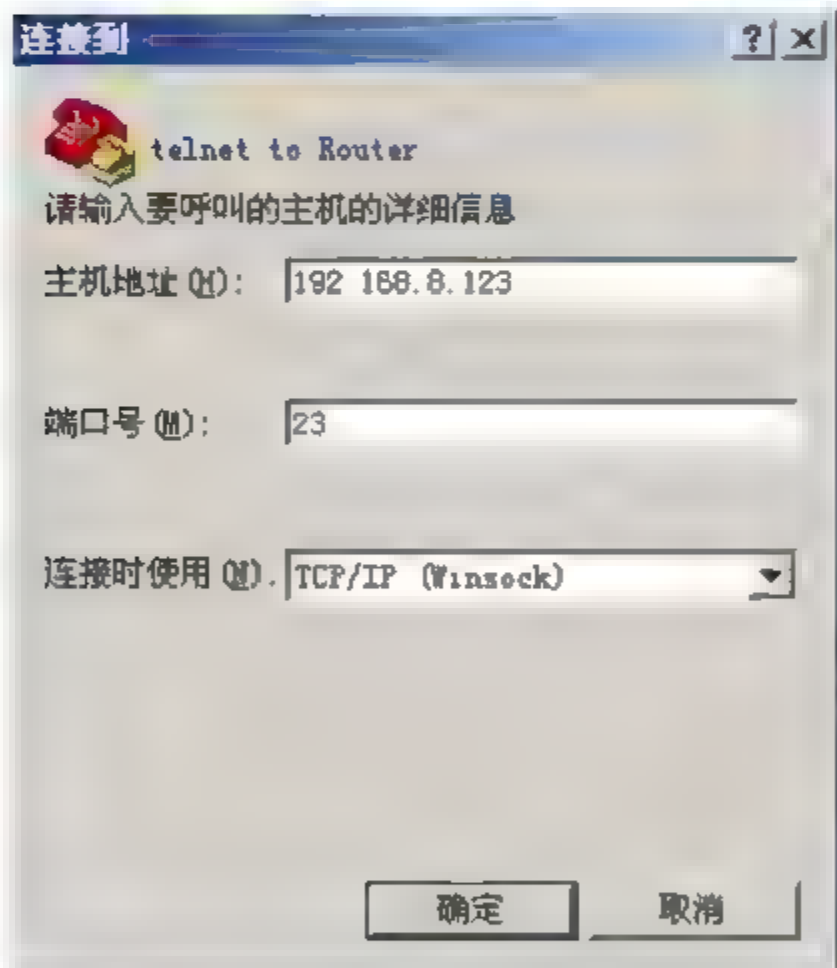 连接到
telnet to Router
请输入要呼叫的主机的详细信息
主机地址(H): 192 168.8.123
端口号(M): 23
连接时使用(N). TCP/IP (Winsock)
确定 取消